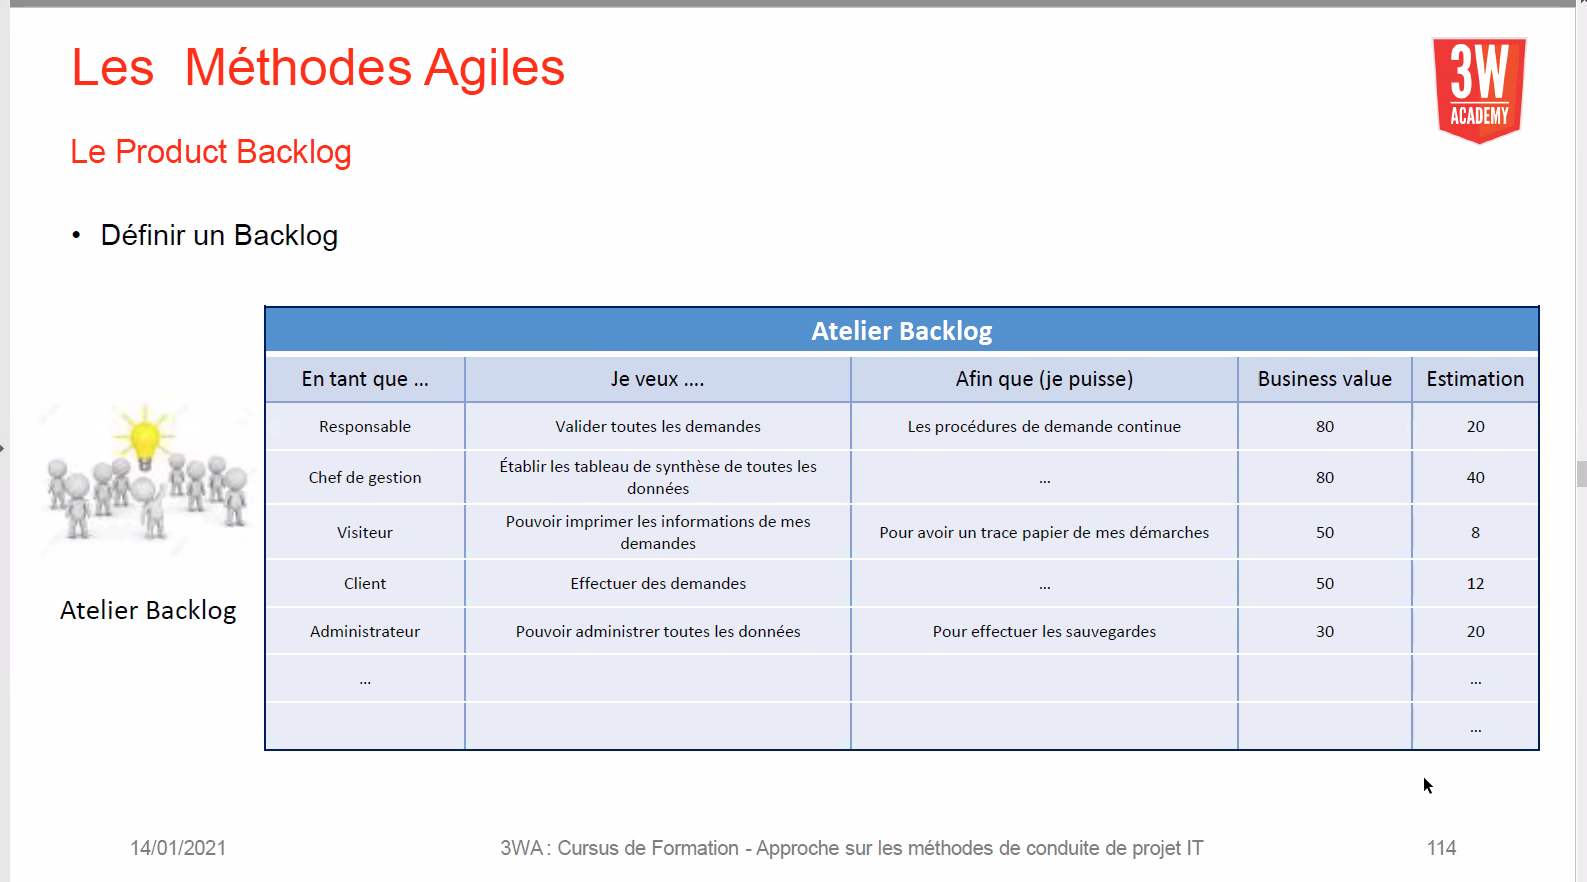 Les Méthodes Agiles
3W
ACADEMY
Le Product Backlog
• Définir un Backlog
Atelier Backlog
En tant que ... Je veux .... Afin que (je puisse) Business value Estimation
Responsable Valider toutes les demandes Les procédures de demande continue 80 20
Chef de gestion Établir les tableau de synthèse de toutes les données ... 80 40
Visiteur Pouvoir imprimer les informations de mes demandes Pour avoir un trace papier de mes démarches 50 8
Client Effectuer des demandes ... 50 12
Administrateur Pouvoir administrer toutes les données Pour effectuer les sauvegardes 30 20
... ...
...
Atelier Backlog
14/01/2021 3WA : Cursus de Formation - Approche sur les méthodes de conduite de projet IT 114